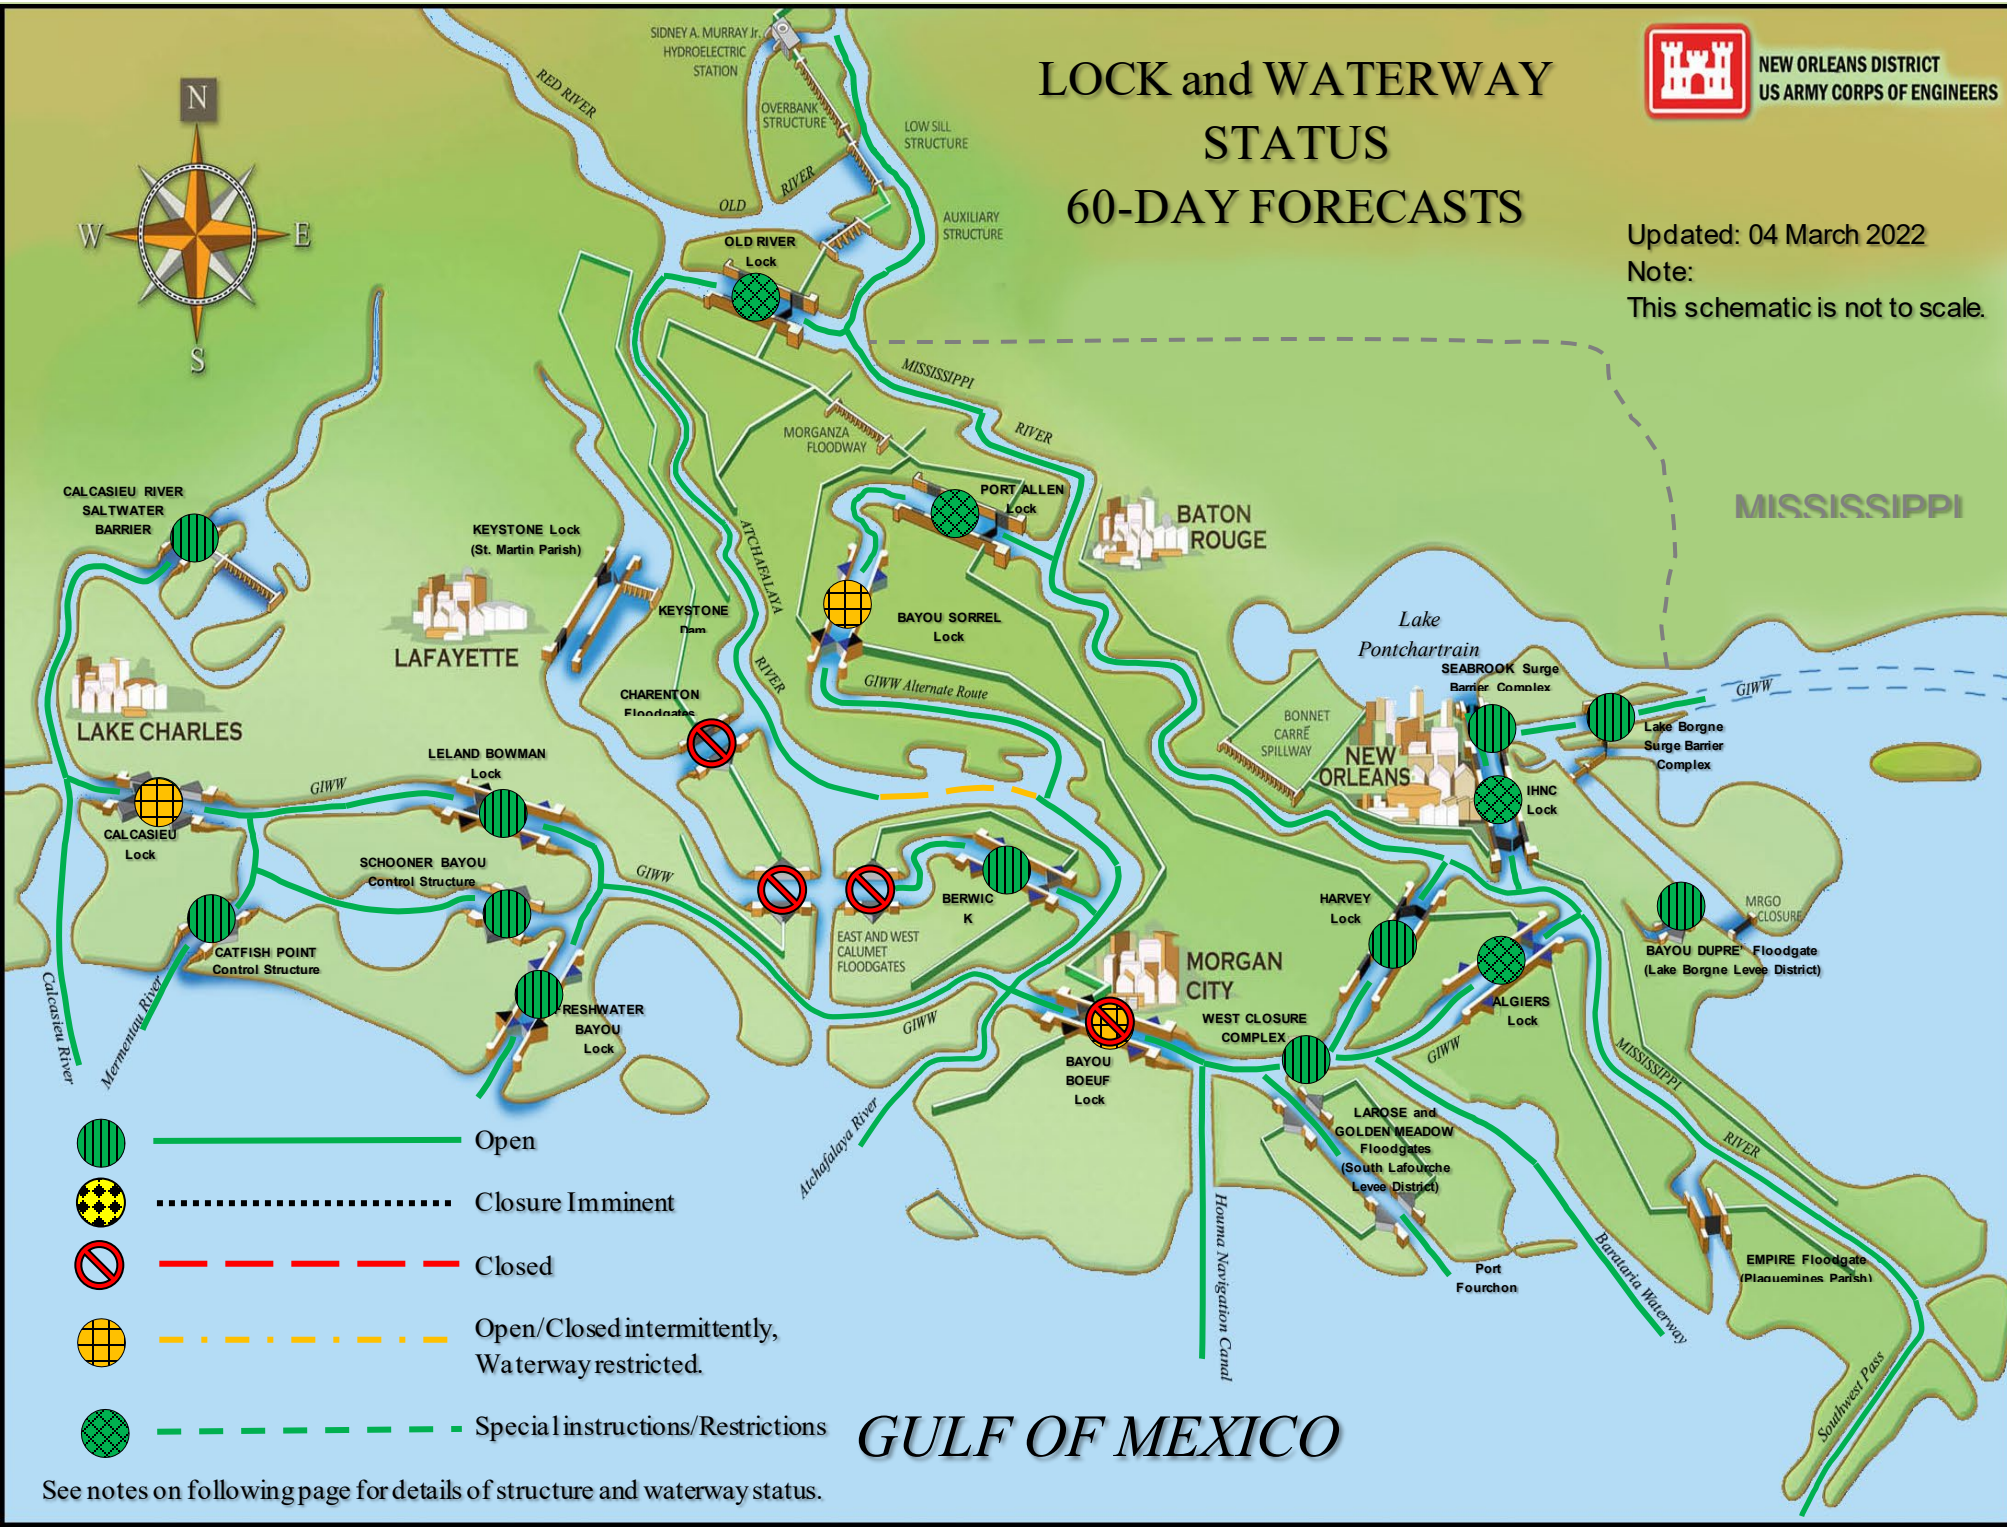 SIDNEY A. MURRAY Jr.
HYDROELECTRIC
STATION
LOCK and WATERWAY
STATUS
60-DAY FORECASTS
NEW ORLEANS DISTRICT
US ARMY CORPS OF ENGINEERS
Updated: 04 March 2022
Note:
This schematic is not to scale.
N
W
E
S
RED RIVER
OVERBANK
STRUCTURE
LOW SILL
STRUCTURE
OLD
RIVER
AUXILIARY
STRUCTURE
OLD RIVER
Lock
MISSISSIPPI
RIVER
MORGANZA
FLOODWAY
CALCASIEU RIVER
SALTWATER
BARRIER
KEYSTONE Lock
(St. Martin Parish)
PORT ALLEN
Lock
BATON
ROUGE
MISSISSIPPI
ATCHAFALAYA
RIVER
KEYSTONE
Dam
BAYOU SORREL
Lock
Lake
Pontchartrain
LAFAYETTE
SEABROOK Surge
Barrier Complex
GIWW
GIWW Alternate Route
CHARENTON
Floodgates
LAKE CHARLES
BONNET
CARRÉ
SPILLWAY
Lake Borgne
Surge Barrier
Complex
LELAND BOWMAN
Lock
NEW
ORLEANS
GIWW
IHNC
Lock
CALCASIEU
Lock
SCHOONER BAYOU
Control Structure
GIWW
BERWIC
K
HARVEY
Lock
MRGO
CLOSURE
EAST AND WEST
CALUMET
FLOODGATES
CATFISH POINT
Control Structure
MORGAN
CITY
BAYOU DUPRE' Floodgate
(Lake Borgne Levee District)
Calcasieu River
Mermentau River
FRESHWATER
BAYOU
Lock
GIWW
WEST CLOSURE
COMPLEX
ALGIERS
Lock
GIWW
MISSISSIPPI
RIVER
BAYOU
BOEUF
Lock
Atchafalaya River
LAROSE and
GOLDEN MEADOW
Floodgates
(South Lafourche
Levee District)
Houma Navigation Canal
Port
Fourchon
Barataria Waterway
EMPIRE Floodgate
(Plaquemines Parish)
Southwest Pass
Open
Closure Imminent
Closed
Open/Closed intermittently,
Waterway restricted.
Special instructions/Restrictions
GULF OF MEXICO
See notes on following page for details of structure and waterway status.